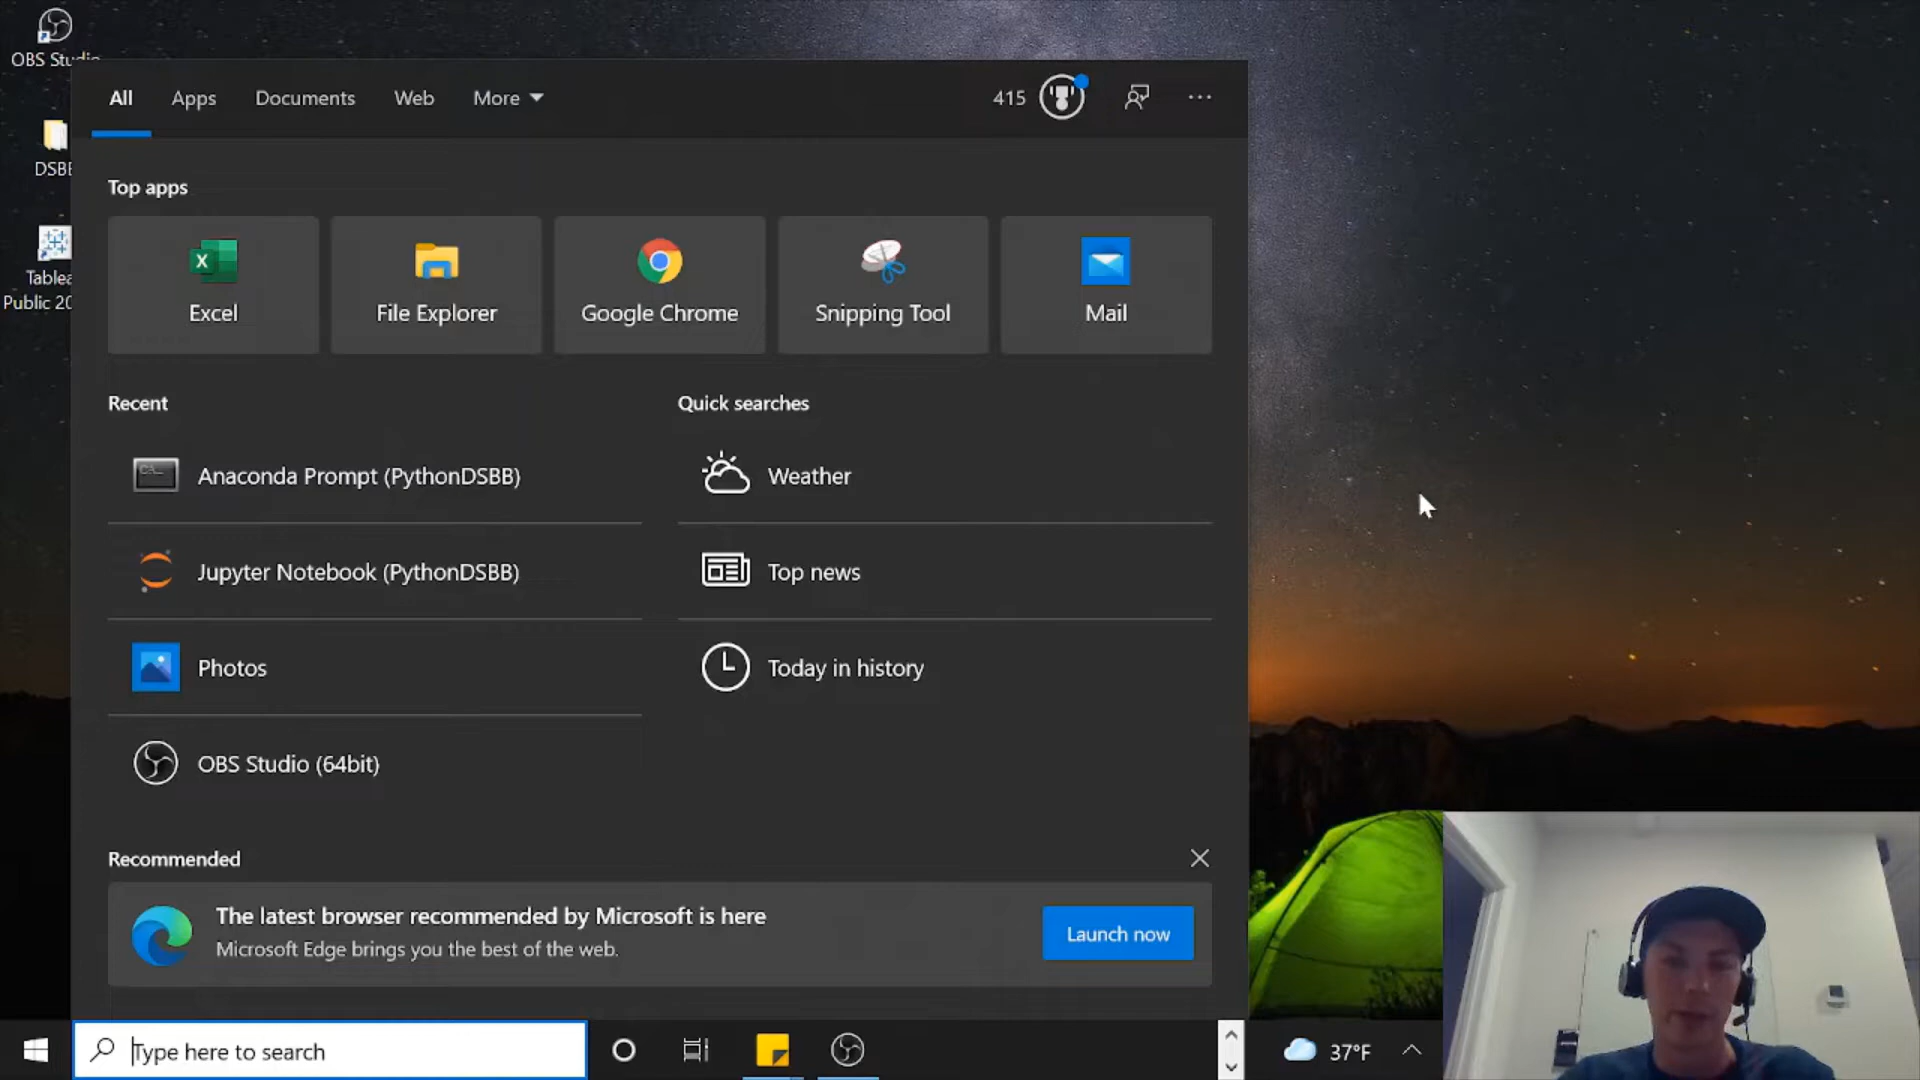 OBS Studio
DSBB
Tablea
Public 20
All
Apps
Documents
Web
More
415
Top apps
Excel
File Explorer
Google Chrome
Snipping Tool
Mail
Recent
Quick searches
Anaconda Prompt (PythonDSBB)
Jupyter Notebook (PythonDSBB)
Photos
OBS Studio (64bit)
Weather
Top news
Today in history
Recommended
The latest browser recommended by Microsoft is here
Microsoft Edge brings you the best of the web.
Launch now
Type here to search
37°F